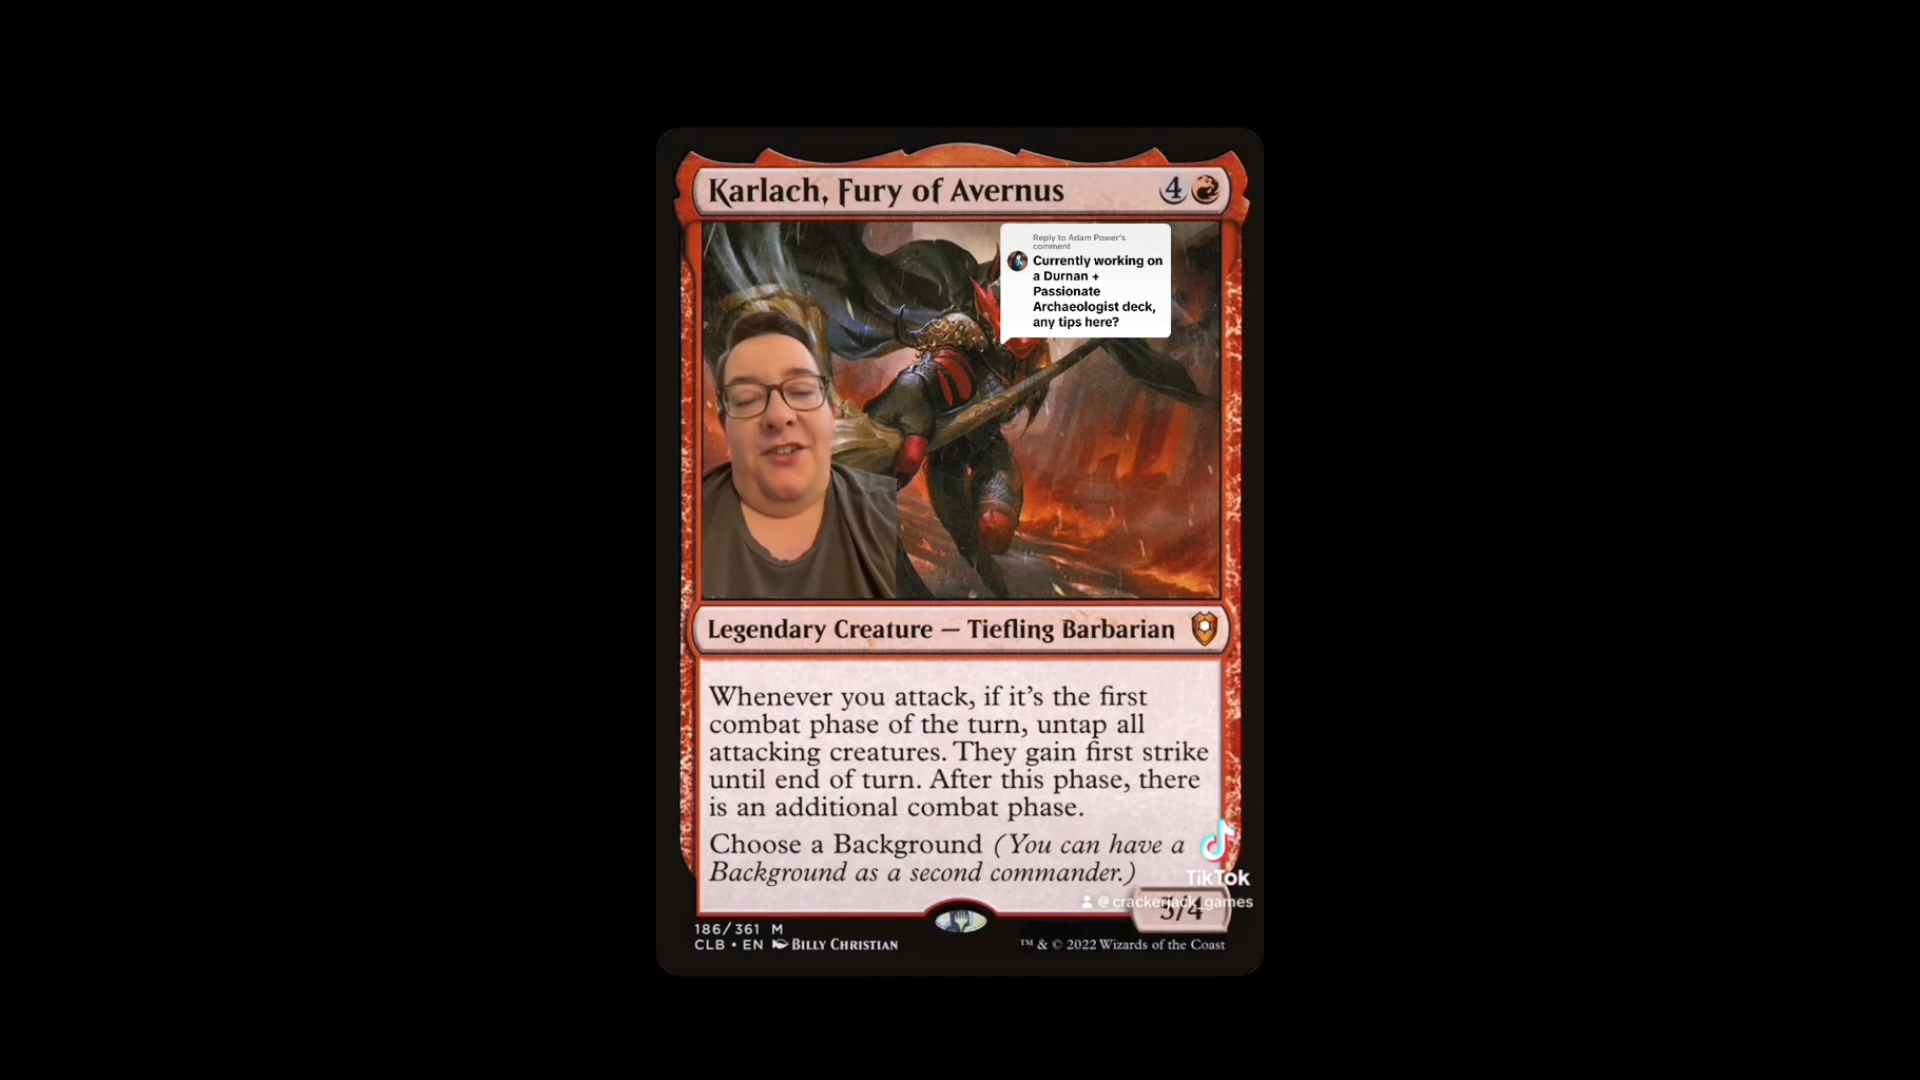 Karlach, Fury of Avernus 4
Reply to Adam Power's
comment
Currently working on
a Durnan +
Passionate
Archaeologist deck,
any tips here?
Legendary Creature — Tiefling Barbarian
Whenever you attack, if it's the first
combat phase of the turn, untap all
attacking creatures. They gain first strike
until end of turn. After this phase, there
is an additional combat phase.
Choose a Background (You can have a
Background as a second commander.)
TikTok
@crackerjack_games
5/4
186/361 M
CLB • EN BILLY CHRISTIAN
™ & © 2022 Wizards of the Coast